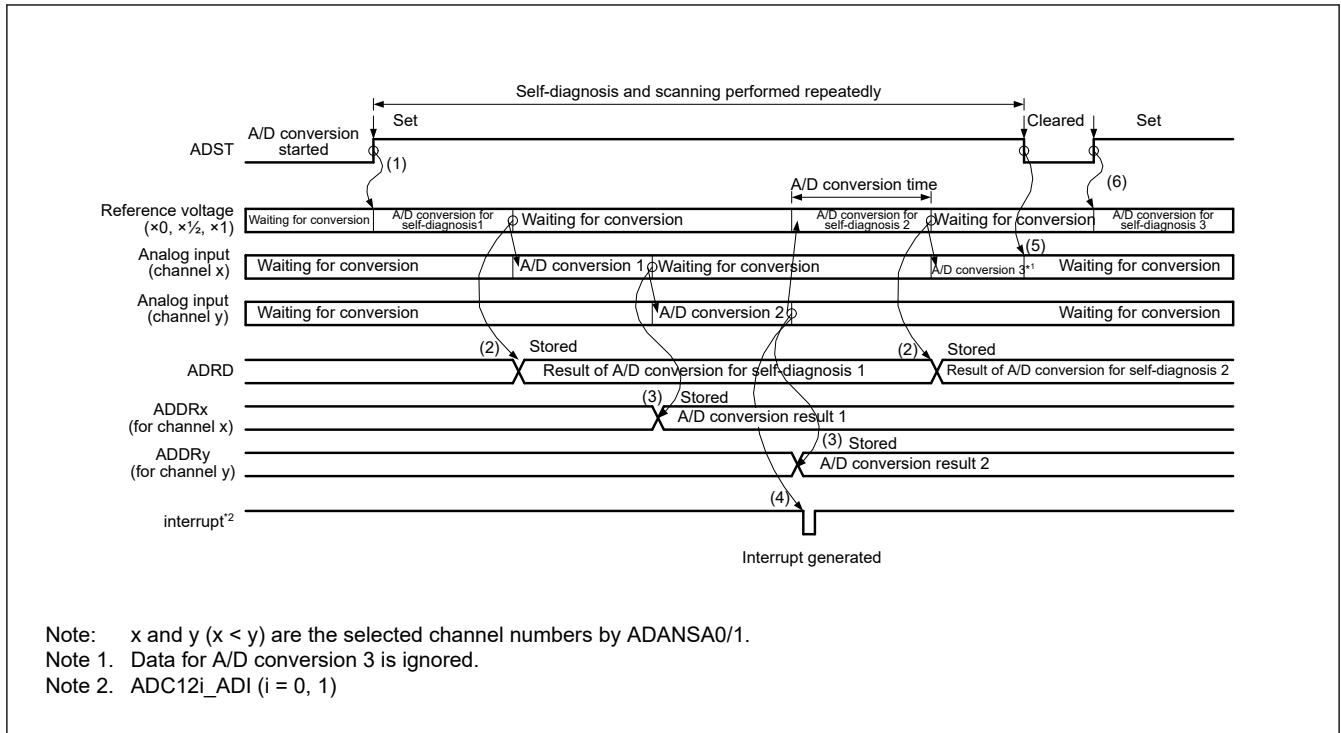 Self-diagnosis and scanning performed repeatedly
A/D conversion
started
Set
Cleared
Set
ADST
(1)
(6)
A/D conversion time
Reference voltage
(×0, ×½, ×1)
Waiting for conversion
A/D conversion for
self-diagnosis1
Waiting for conversion
A/D conversion for
self-diagnosis 2
Waiting for conversion
A/D conversion for
self-diagnosis 3
(5)
Analog input
(channel x)
Waiting for conversion
A/D conversion 1
Waiting for conversion
A/D conversion 3*1
Waiting for conversion
Analog input
(channel y)
Waiting for conversion
A/D conversion 2
Waiting for conversion
(2)
Stored
(2)
Stored
ADRD
Result of A/D conversion for self-diagnosis 1
Result of A/D conversion for self-diagnosis 2
(3)
Stored
ADDRx
(for channel x)
A/D conversion result 1
(3)
Stored
ADDRy
(for channel y)
A/D conversion result 2
(4)
interrupt*2
Interrupt generated
Note: x and y (x < y) are the selected channel numbers by ADANSA0/1.
Note 1. Data for A/D conversion 3 is ignored.
Note 2. ADC12i_ADI (i = 0, 1)